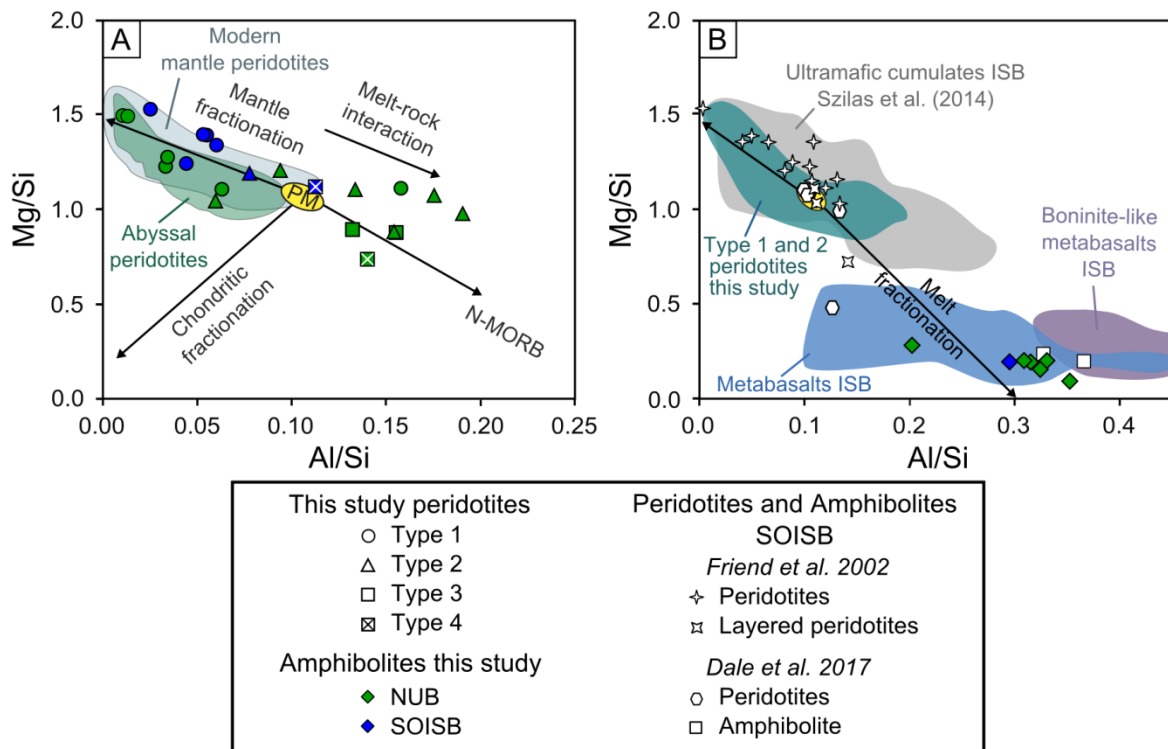 A
Modern
mantle peridotites
Mantle
fractionation
Melt-rock
interaction
PM
Abyssal
peridotites
Chondritic
fractionation
N-MORB
Mg/Si
2.0
1.5
1.0
0.5
0.0
0.00 0.05 0.10 0.15 0.20 0.25
Al/Si
B
Ultramafic cumulates ISB
Szilas et al. (2014)
Type 1 and 2
peridotites
this study
Boninite-like
metabasalts
ISB
Melt
fractionation
Metabasalts ISB
Mg/Si
2.0
1.5
1.0
0.5
0.0
0.0 0.1 0.2 0.3 0.4
Al/Si
This study peridotites
Type 1
Type 2
Type 3
Type 4
Amphibolites this study
NUB
SOISB
Peridotites and Amphibolites
SOISB
Friend et al. 2002
Peridotites
Layered peridotites
Dale et al. 2017
Peridotites
Amphibolite